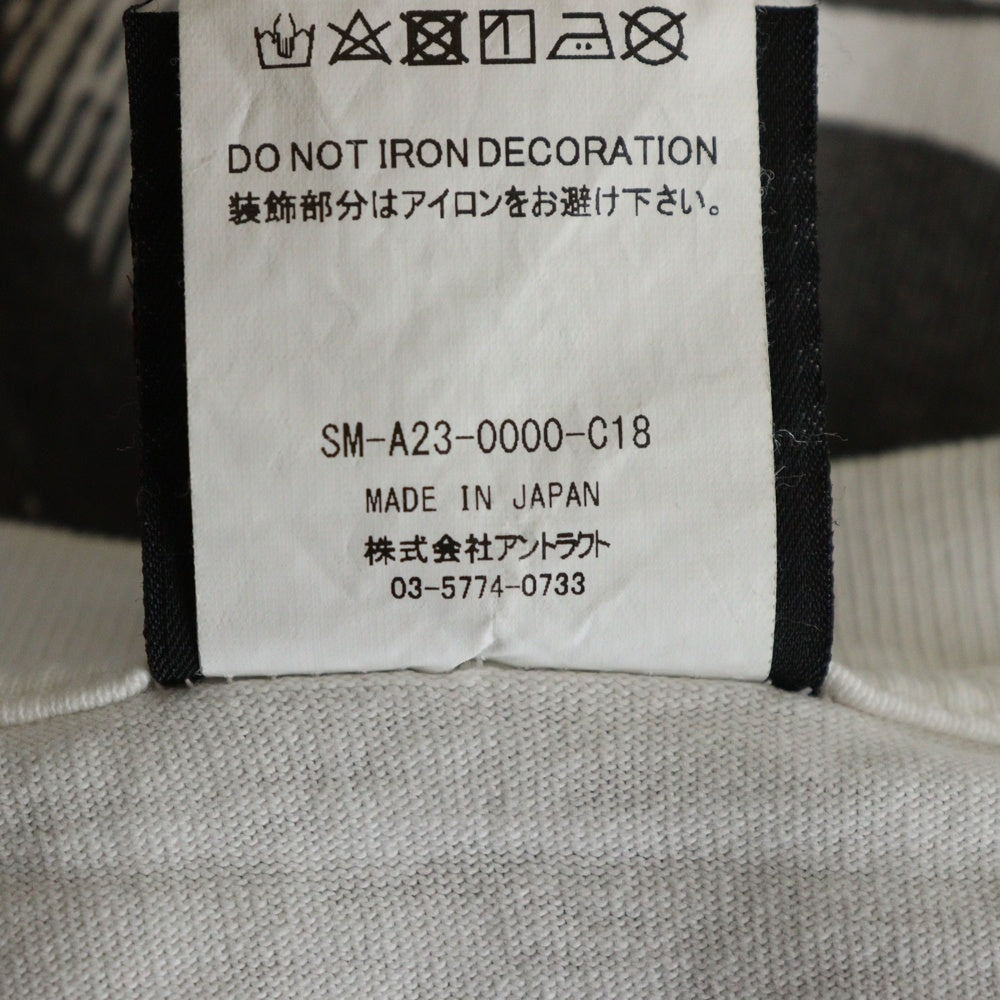 DO NOT IRON DECORATION
装飾部分はアイロンをお避け下さい。
SM-A23-0000-C18
MADE IN JAPAN
株式会社アントラクト
03-5774-0733